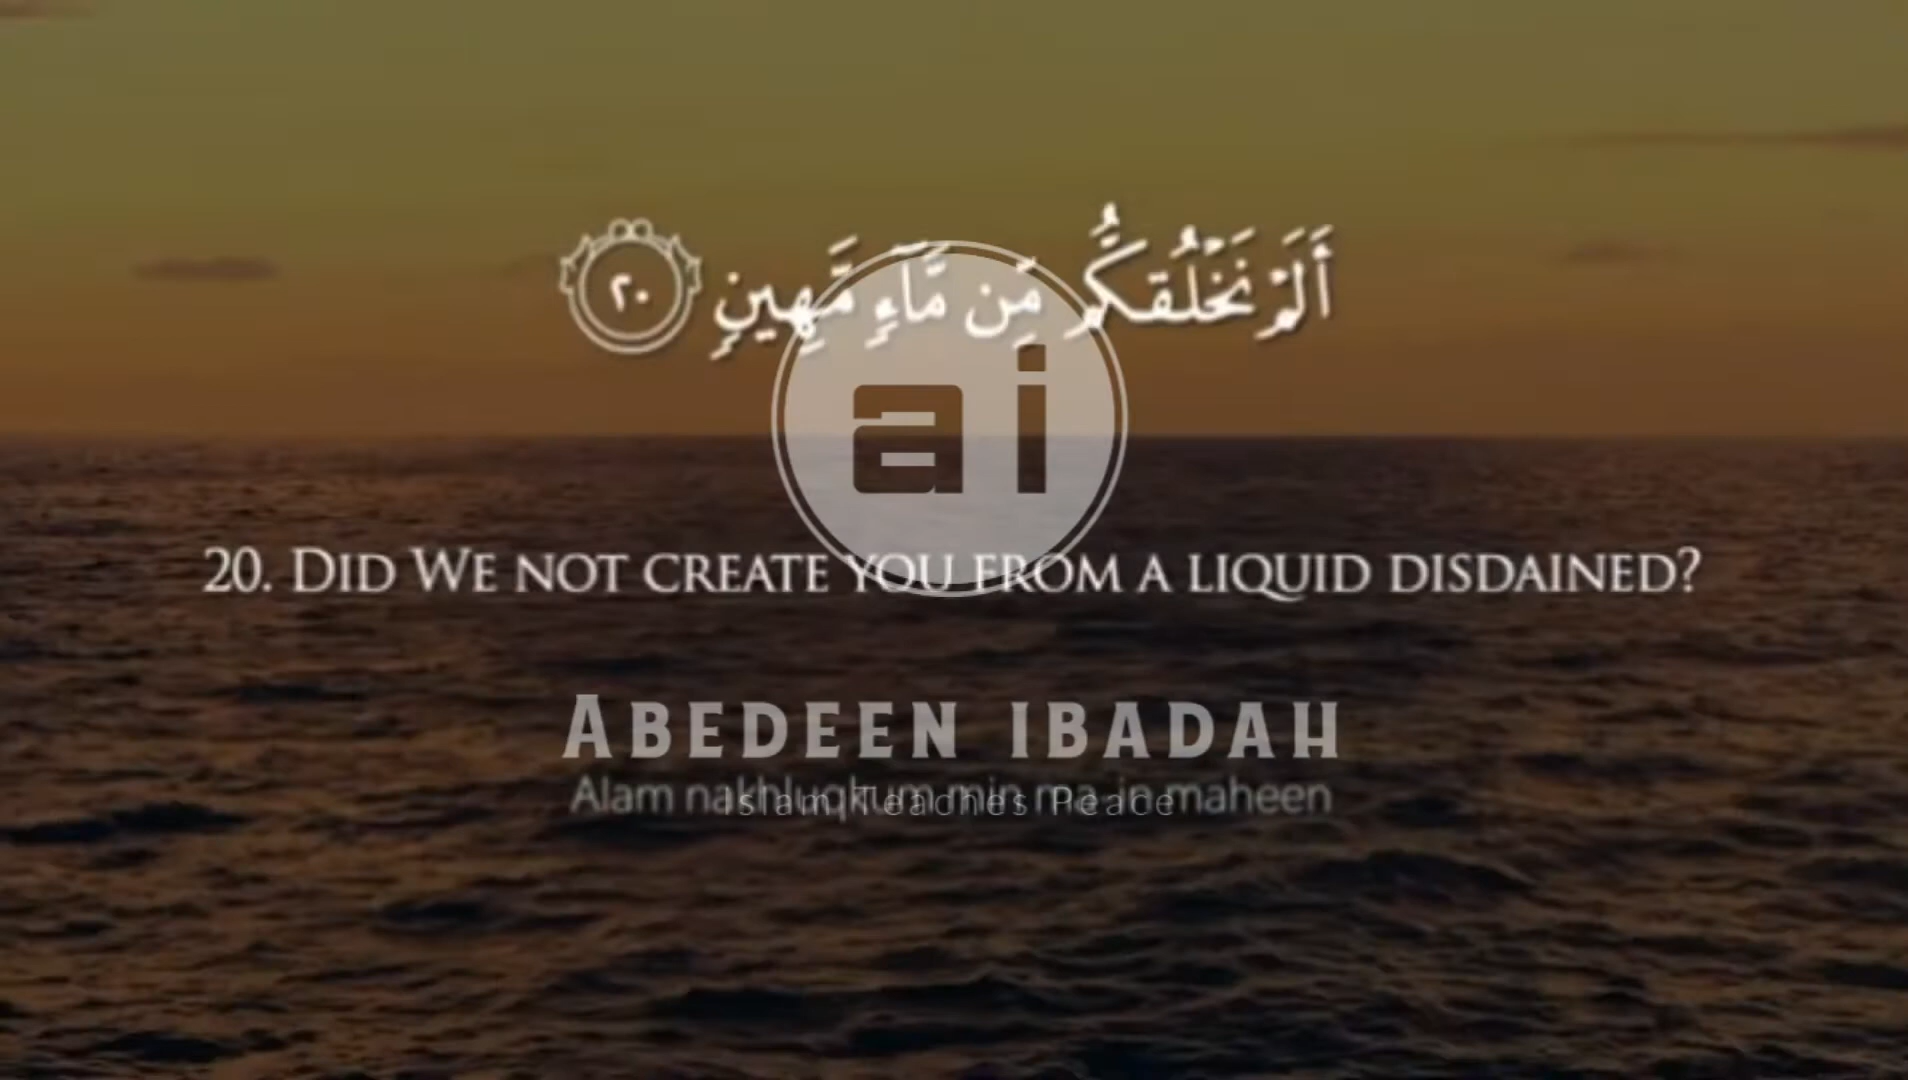 أَلَمۡ نَخۡلُقكُّم مِّن مَّآءٖ مَّهِينٖ ٢٠
ai
20. Did We not create you from a liquid disdained?
Abedeen ibadah
Alam nakhluqkum min ma-in maheen
Islam Teaches Peace